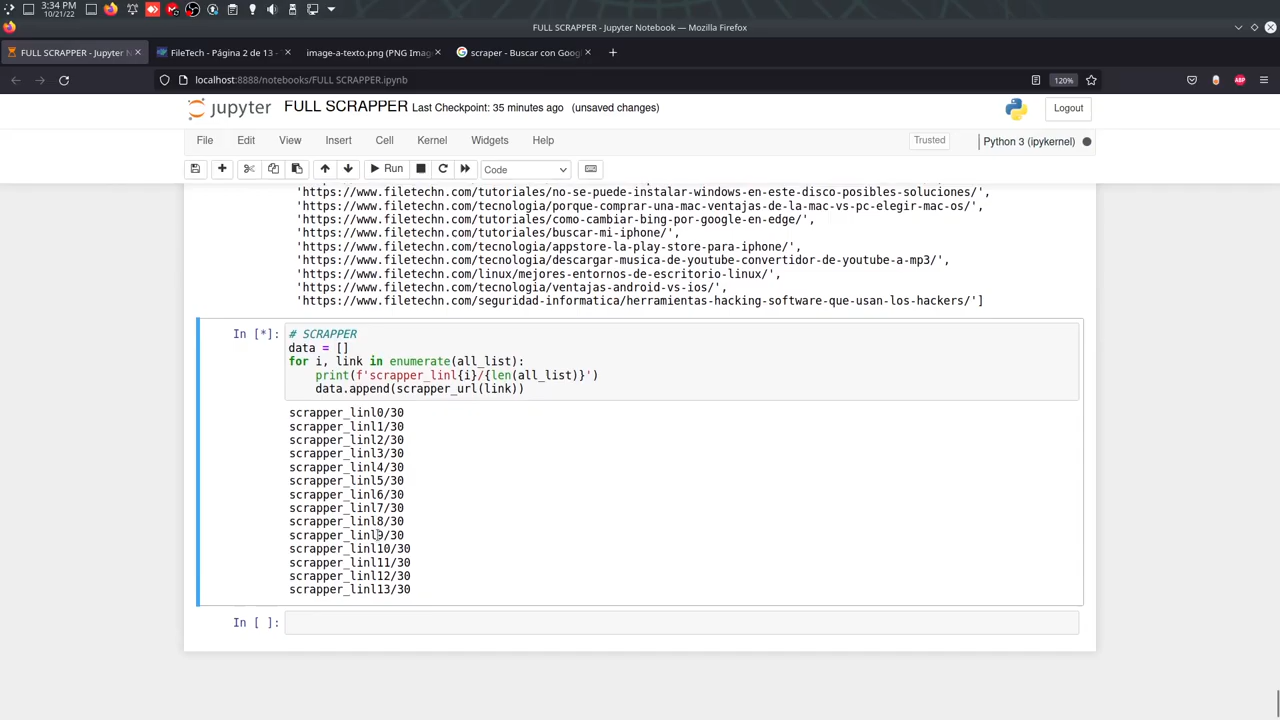 3:34 PM
10/21/22
FULL SCRAPPER - Jupyter Notebook — Mozilla Firefox
FULL SCRAPPER - Jupyter N
FileTech - Página 2 de 13 -
image-a-texto.png (PNG Imag
scraper - Buscar con Goog
localhost:8888/notebooks/FULL SCRAPPER.ipynb
120%
ABP
jupyter FULL SCRAPPER Last Checkpoint: 35 minutes ago (unsaved changes)
Logout
File Edit View Insert Cell Kernel Widgets Help
Trusted
Python 3 (ipykernel)
Run
Code
'https://www.filetechn.com/tutoriales/no-se-puede-instalar-windows-en-este-disco-posibles-soluciones/',
'https://www.filetechn.com/tecnologia/porque-comprar-una-mac-ventajas-de-la-mac-vs-pc-elegir-mac-os/',
'https://www.filetechn.com/tutoriales/como-cambiar-bing-por-google-en-edge/',
'https://www.filetechn.com/tutoriales/buscar-mi-iphone/',
'https://www.filetechn.com/tecnologia/appstore-la-play-store-para-iphone/',
'https://www.filetechn.com/tecnologia/descargar-musica-de-youtube-convertidor-de-youtube-a-mp3/',
'https://www.filetechn.com/linux/mejores-entornos-de-escritorio-linux/',
'https://www.filetechn.com/tecnologia/ventajas-android-vs-ios/',
'https://www.filetechn.com/seguridad-informatica/herramientas-hacking-software-que-usan-los-hackers/']
In [*]: # SCRAPPER
data = []
for i, link in enumerate(all_list):
print(f'scrapper_linl{i}/{len(all_list)}')
data.append(scrapper_url(link))
scrapper_linl0/30
scrapper_linl1/30
scrapper_linl2/30
scrapper_linl3/30
scrapper_linl4/30
scrapper_linl5/30
scrapper_linl6/30
scrapper_linl7/30
scrapper_linl8/30
scrapper_linl9/30
scrapper_linl10/30
scrapper_linl11/30
scrapper_linl12/30
scrapper_linl13/30
In [ ]: